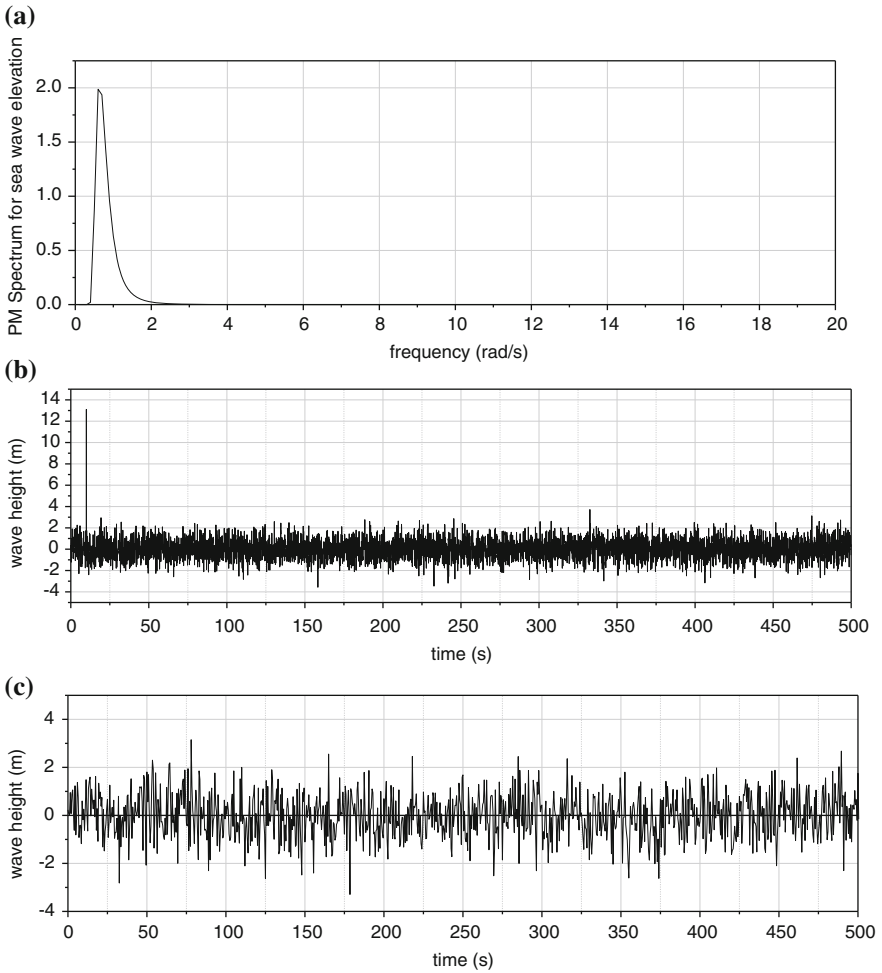 (a)
PM Spectrum for sea wave elevation
2.0
1.5
1.0
0.5
0.0
0 2 4 6 8 10 12 14 16 18 20
frequency (rad/s)
(b)
wave height (m)
14
12
10
8
6
4
2
0
-2
-4
0 50 100 150 200 250 300 350 400 450 500
time (s)
(c)
wave height (m)
4
2
0
-2
-4
0 50 100 150 200 250 300 350 400 450 500
time (s)